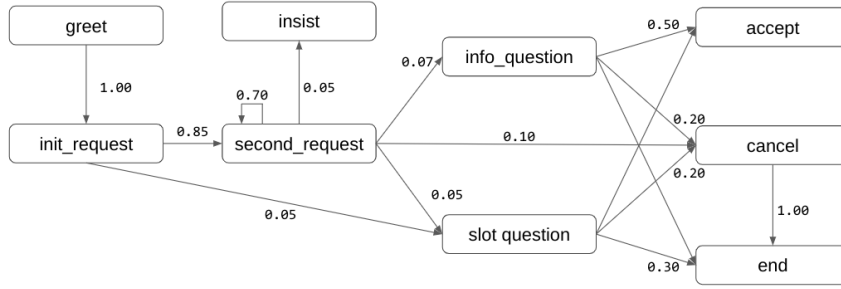 greet
insist
accept
info_question
init_request
second_request
cancel
slot question
end
1.00
0.85
0.70
0.05
0.07
0.10
0.05
0.05
0.50
0.20
0.20
0.30
1.00